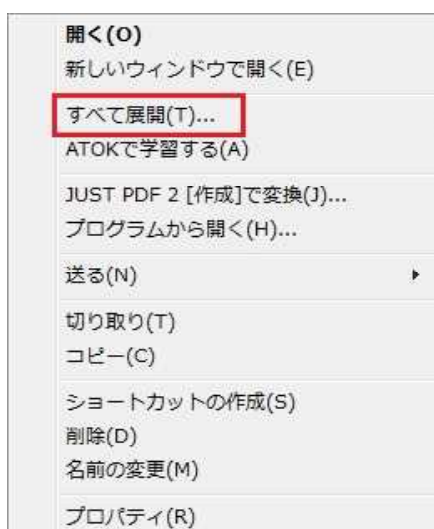 開く(O)
新しいウィンドウで開く(E)
すべて展開(T)...
ATOKで学習する(A)
JUST PDF 2 [作成]で変換(J)...
プログラムから開く(H)...
送る(N)
切り取り(T)
コピー(C)
ショートカットの作成(S)
削除(D)
名前の変更(M)
プロパティ(R)